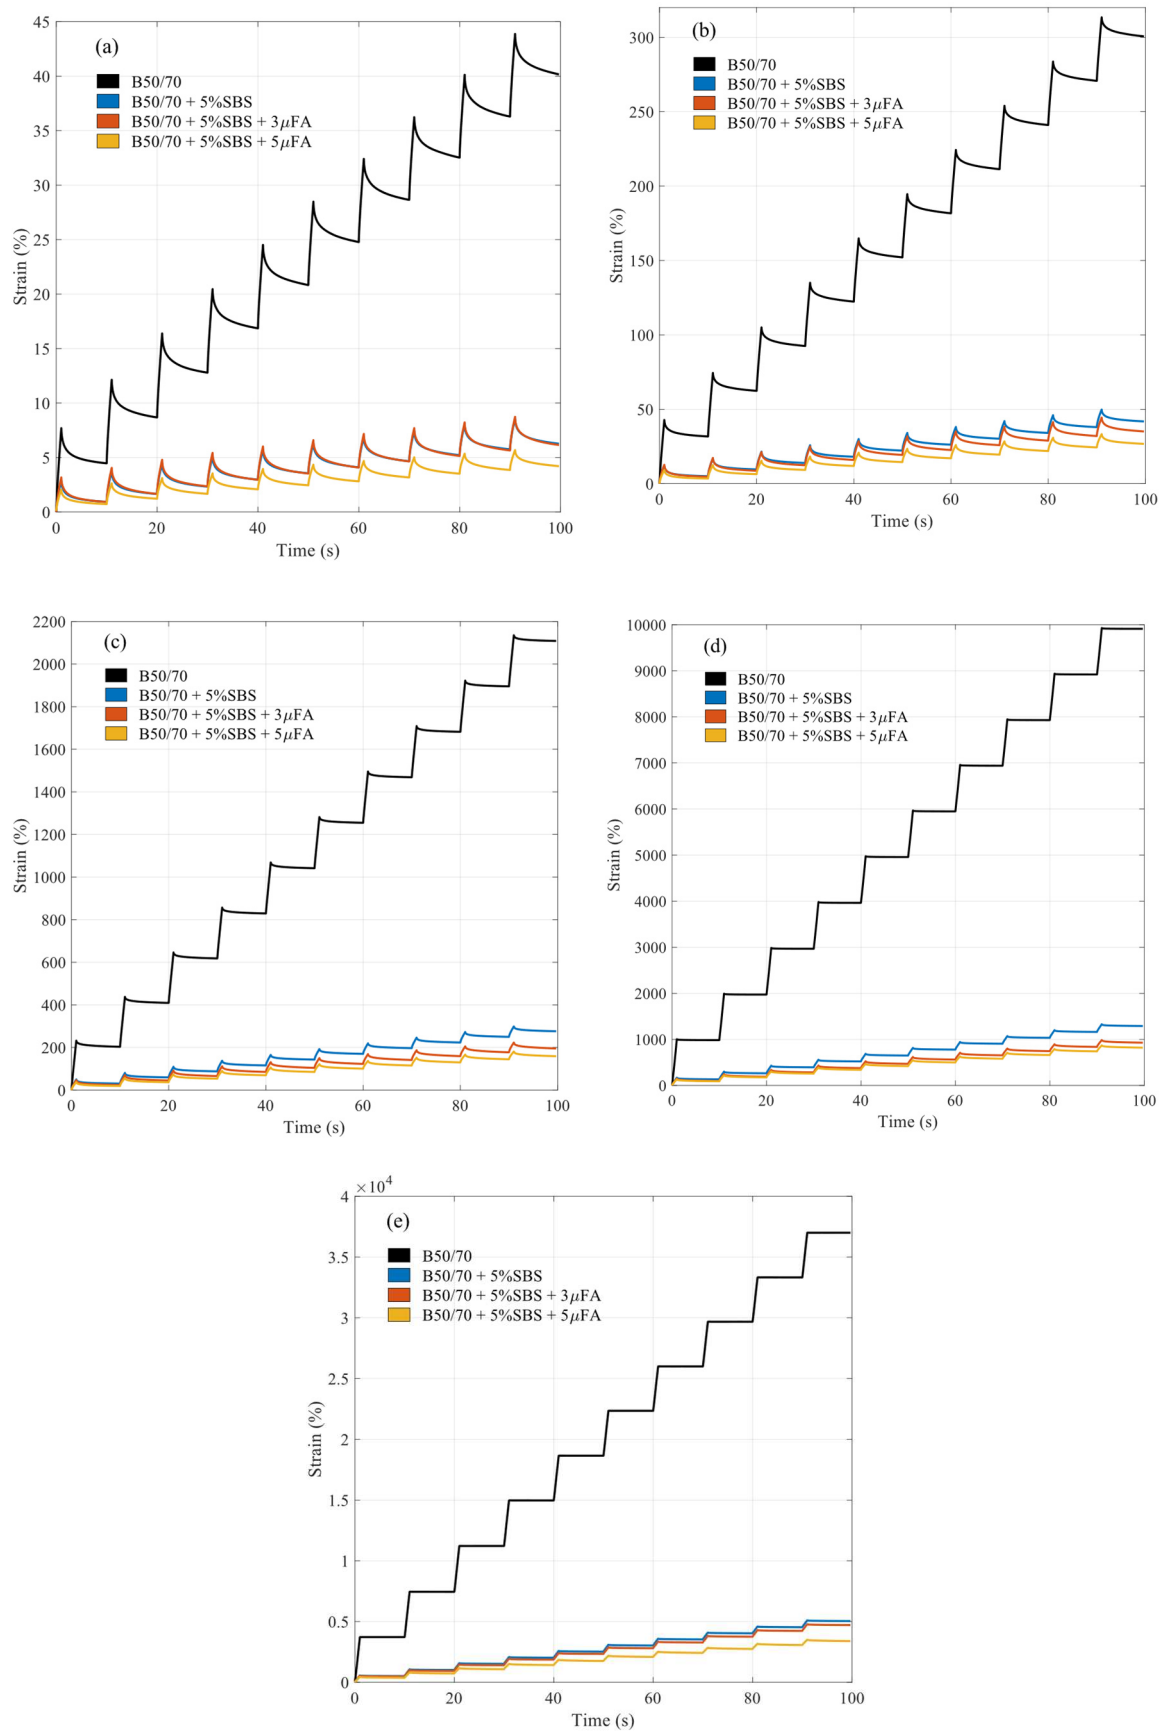 (a)
B50/70
B50/70 + 5%SBS
B50/70 + 5%SBS + 3μFA
B50/70 + 5%SBS + 5μFA
45
40
35
30
25
20
15
10
5
0
Strain (%)
0 20 40 60 80 100
Time (s)
(b)
B50/70
B50/70 + 5%SBS
B50/70 + 5%SBS + 3μFA
B50/70 + 5%SBS + 5μFA
300
250
200
150
100
50
0
Strain (%)
0 20 40 60 80 100
Time (s)
(c)
B50/70
B50/70 + 5%SBS
B50/70 + 5%SBS + 3μFA
B50/70 + 5%SBS + 5μFA
2200
2000
1800
1600
1400
1200
1000
800
600
400
200
0
Strain (%)
0 20 40 60 80 100
Time (s)
(d)
B50/70
B50/70 + 5%SBS
B50/70 + 5%SBS + 3μFA
B50/70 + 5%SBS + 5μFA
10000
9000
8000
7000
6000
5000
4000
3000
2000
1000
0
Strain (%)
0 20 40 60 80 100
Time (s)
×10⁴
(e)
B50/70
B50/70 + 5%SBS
B50/70 + 5%SBS + 3μFA
B50/70 + 5%SBS + 5μFA
4
3.5
3
2.5
2
1.5
1
0.5
0
Strain (%)
0 20 40 60 80 100
Time (s)